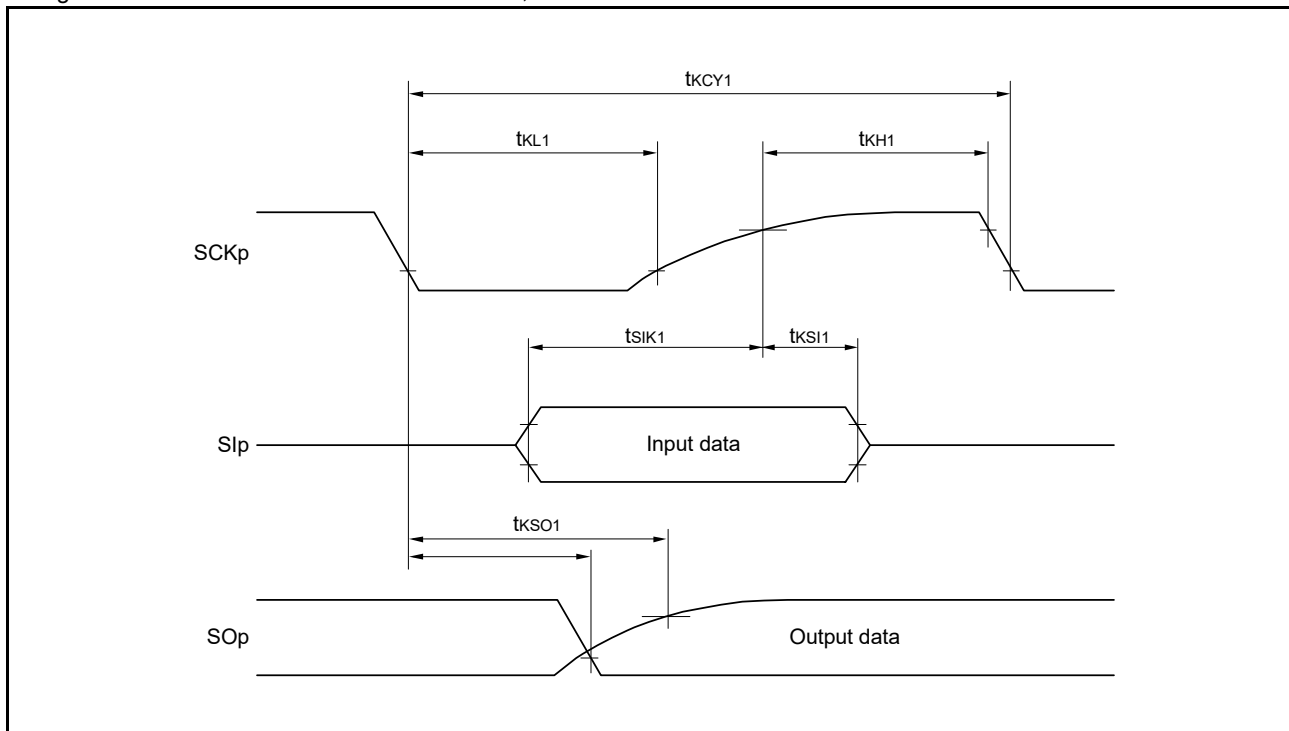 tKCY1
tKL1
tKH1
SCKp
tSIK1
tKSI1
SIp
Input data
tKSO1
SOp
Output data